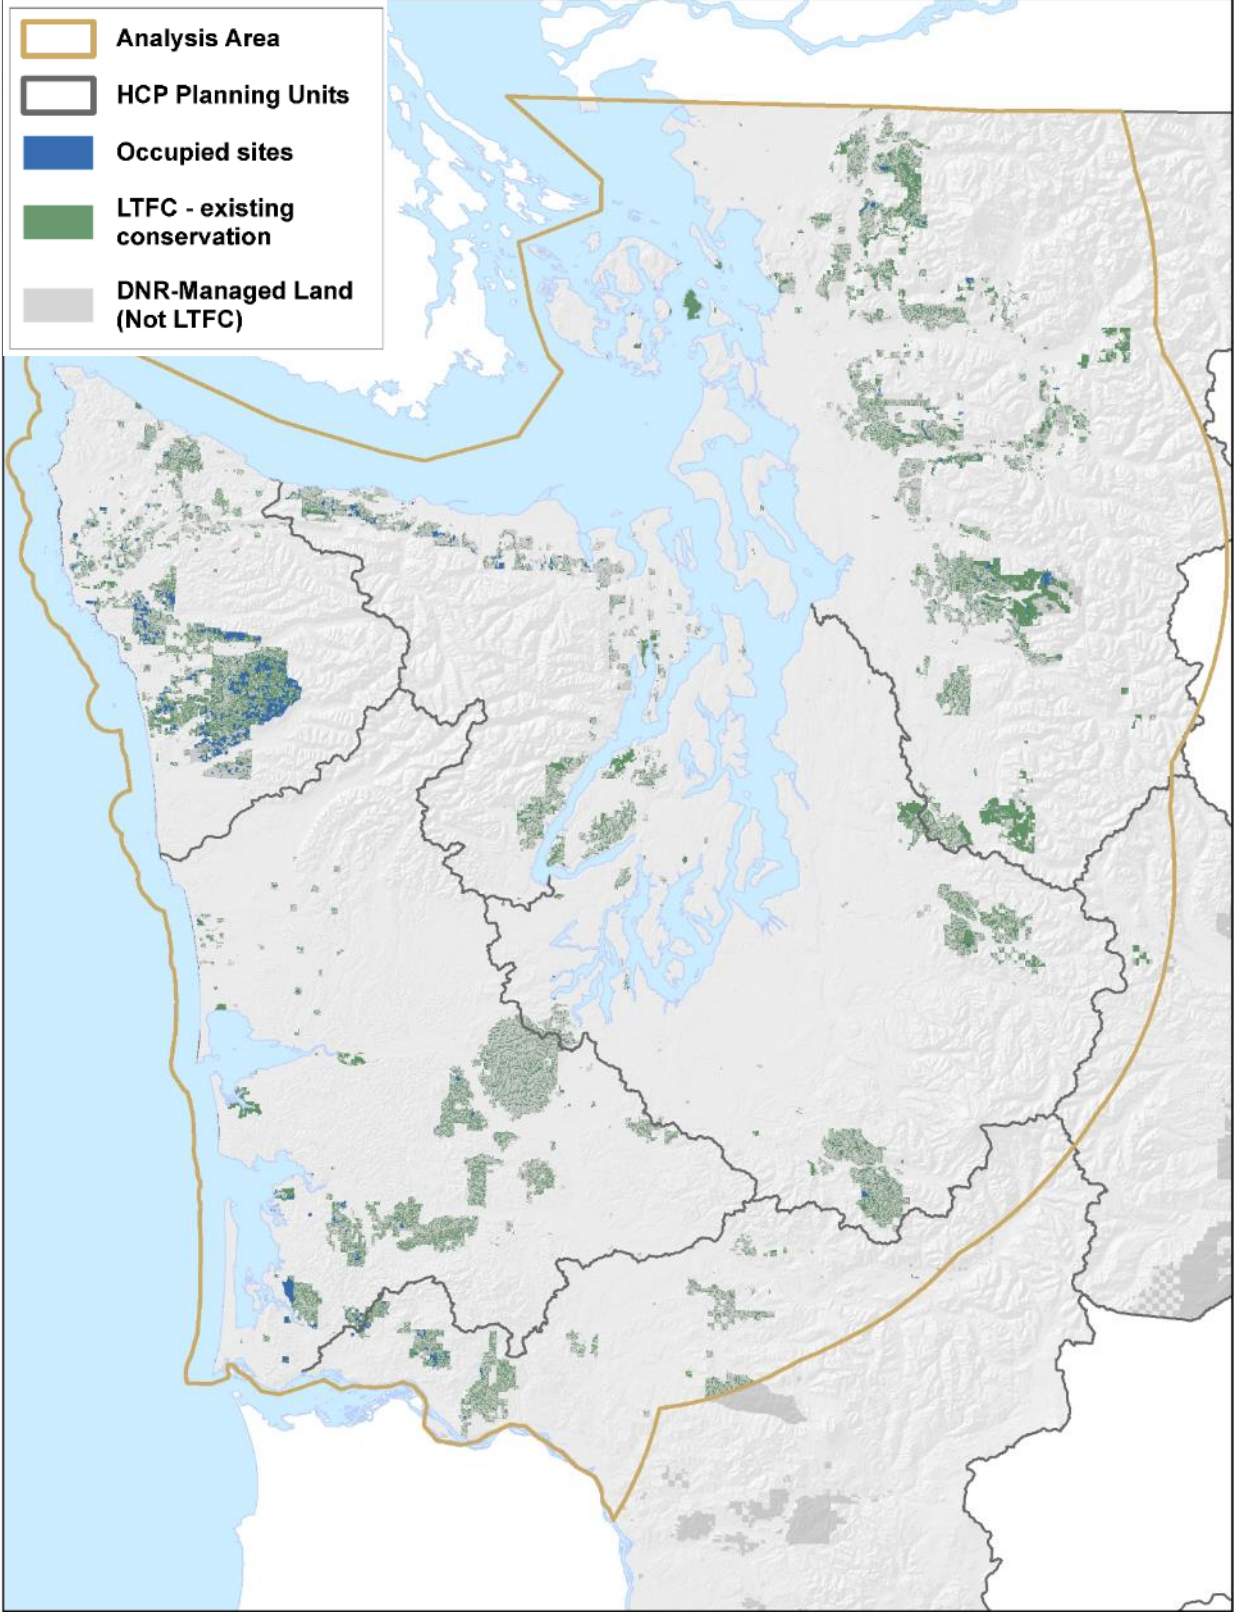 Analysis Area
HCP Planning Units
Occupied sites
LTFC - existing
conservation
DNR-Managed Land
(Not LTFC)